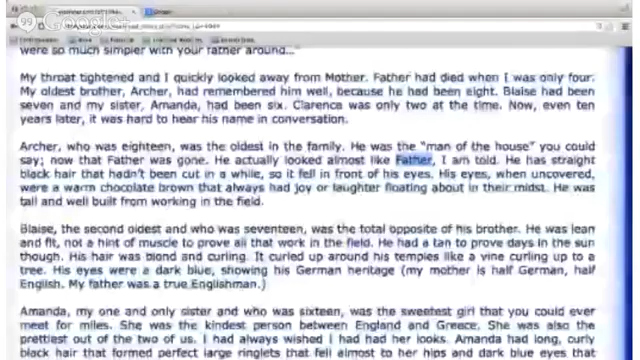 99 Google+
were so much simpler with your father around..."
My throat tightened and I quickly looked away from Mother. Father had died when I was only four.
My oldest brother, Archer, had remembered him well, because he had been eight. Blaise had been
seven and my sister, Amanda, had been six. Clarence was only two at the time. Now, even ten
years later, it was hard to hear his name in conversation.
Archer, who was eighteen, was the oldest in the family. He was the "man of the house" you could
say; now that Father was gone. He actually looked almost like Father, I am told. He has straight
black hair that hadn't been cut in a while, so it fell in front of his eyes. His eyes, when uncovered,
were a warm chocolate brown that always had joy or laughter floating about in their midst. He was
tall and well built from working in the field.
Blaise, the second oldest and who was seventeen, was the total opposite of his brother. He was lean
and fit, not a hint of muscle to prove all that work in the field. He had a tan to prove days in the sun
though. His hair was blond and curling. It curled up around his temples like a vine curling up to a
tree. His eyes were a dark blue, showing his German heritage (my mother is half German, half
English. My father was a true Englishman.)
Amanda, my one and only sister and who was sixteen, was the sweetest girl that you could ever
meet for miles. She was the kindest person between England and Greece. She was also the
prettiest out of the two of us. I had always wished I had had her looks. Amanda had long, curly
black hair that formed perfect large ringlets that fell almost to her hips and dark blue eyes that